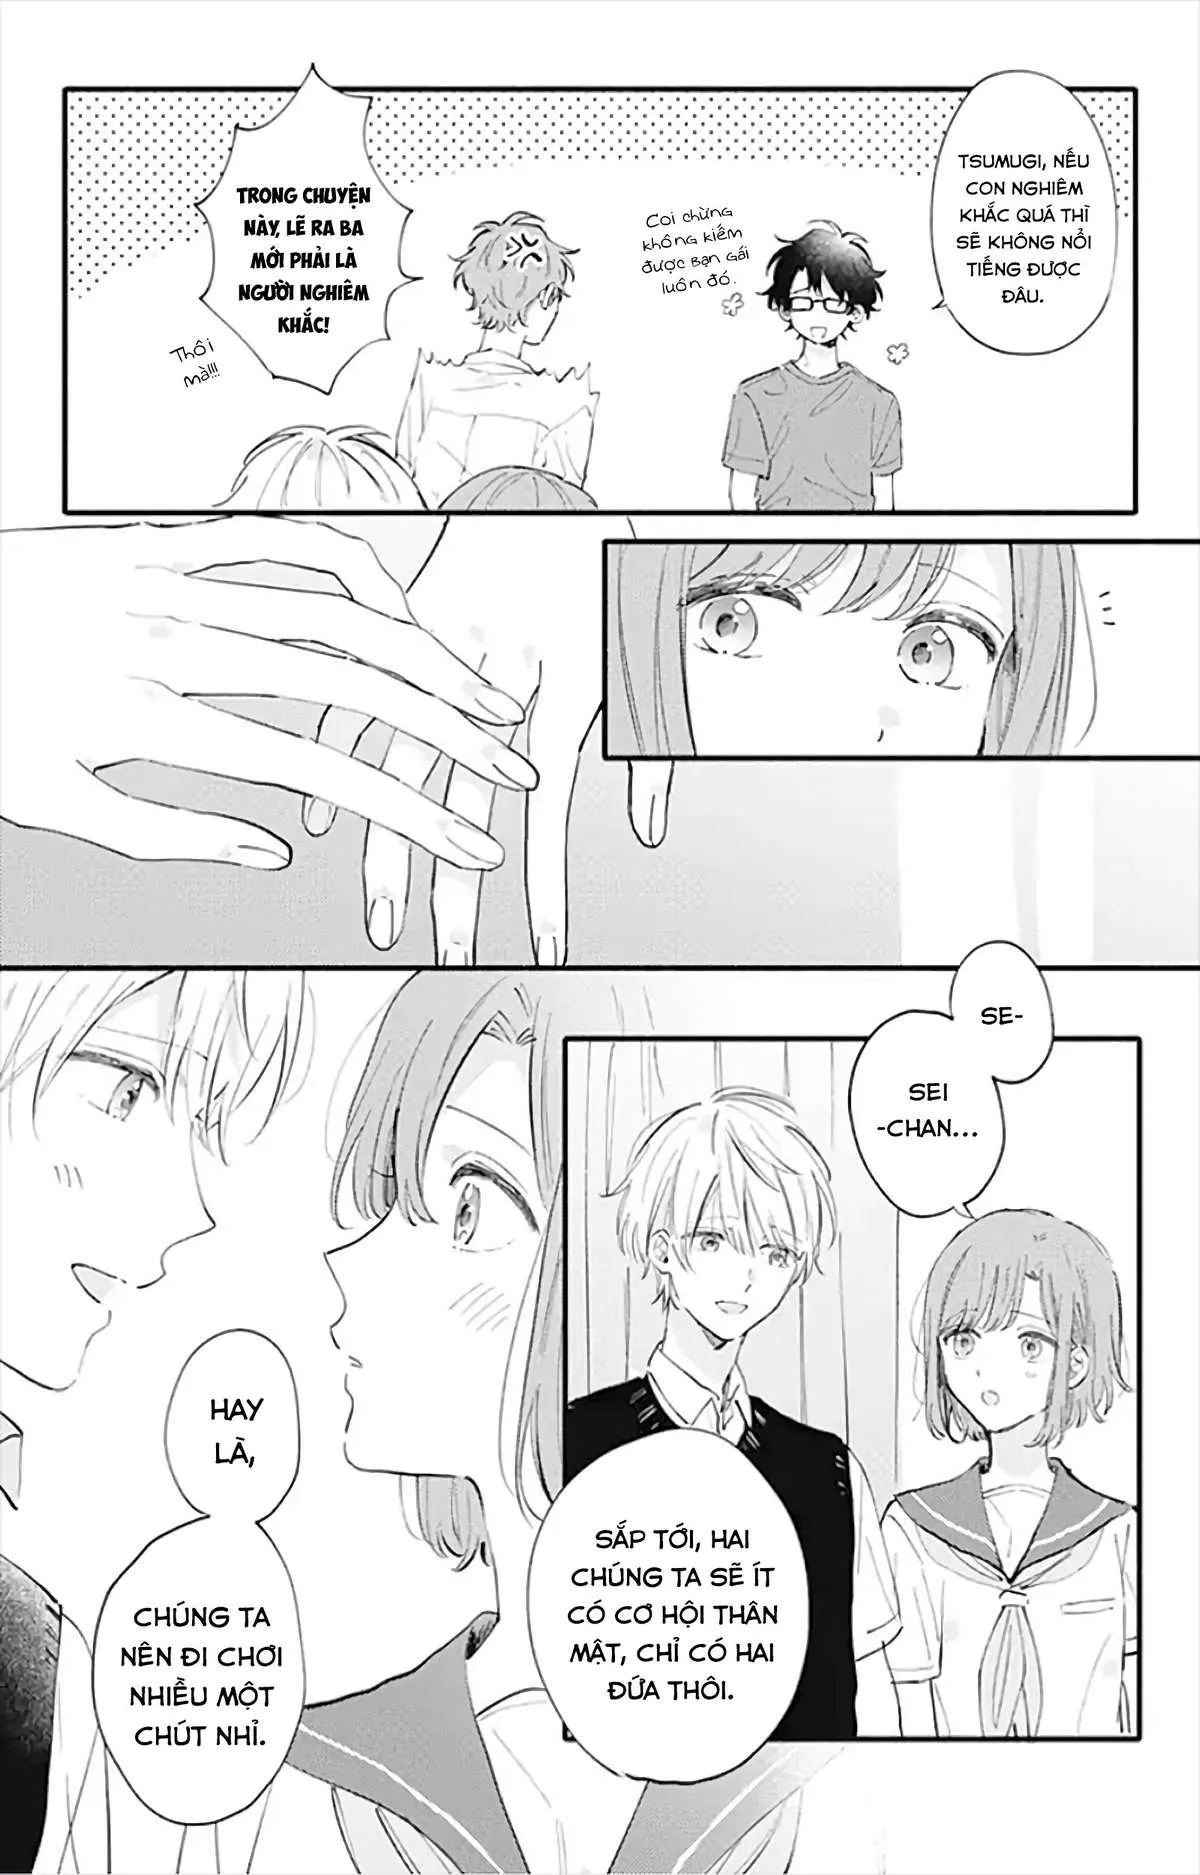 TSUMUGI, NẾU
CON NGHIÊM
KHẮC QUÁ THÌ
SẼ KHÔNG NỔI
TIẾNG ĐƯỢC
ĐÂU.
Coi chừng
không kiếm
được bạn gái
luôn đó.
TRONG CHUYỆN
NÀY, LẼ RA BA
MỚI PHẢI LÀ
NGƯỜI NGHIÊM
KHẮC!
Thôi
mà!!!
SE-
SEI
-CHAN...
SẮP TỚI, HAI
CHÚNG TA SẼ ÍT
CÓ CƠ HỘI THÂN
MẬT, CHỈ CÓ HAI
ĐỨA THÔI.
HAY
LÀ,
CHÚNG TA
NÊN ĐI CHƠI
NHIỀU MỘT
CHÚT NHỈ.